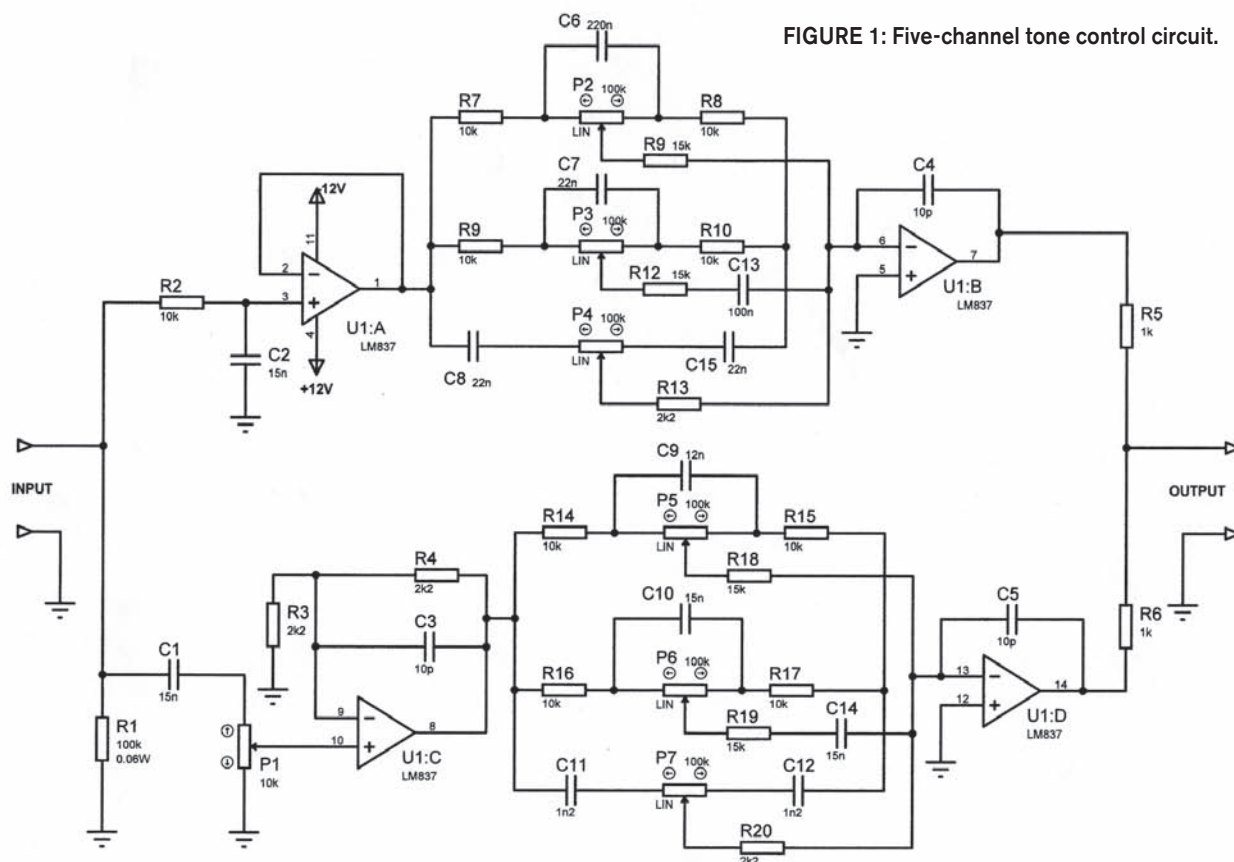 FIGURE 1: Five-channel tone control circuit.
C6 220n
P2 100k
LIN
R7
10k
R8
10k
R9 15k
C7
22n
P3 100k
LIN
R9
10k
R10
10k
R12 15k
C13
100n
P4 100k
LIN
C8 22n
C15 22n
R13
2k2
-12V
11
2
3
1
4
+12V
U1:A
LM837
R2
10k
C2
15n
C4
10p
6
5
7
U1:B
LM837
R5
1k
INPUT
OUTPUT
C9 12n
P5 100k
LIN
R14
10k
R15
10k
R18
15k
C10
15n
P6 100k
LIN
R16
10k
R17
10k
R19
15k
C14
15n
P7 100k
LIN
C11
1n2
C12
1n2
R20
2k2
R4
2k2
R3
2k2
C3
10p
C1
15n
R1
100k
0.06W
P1
10k
9
10
8
U1:C
LM837
C5
10p
13
12
14
U1:D
LM837
R6
1k